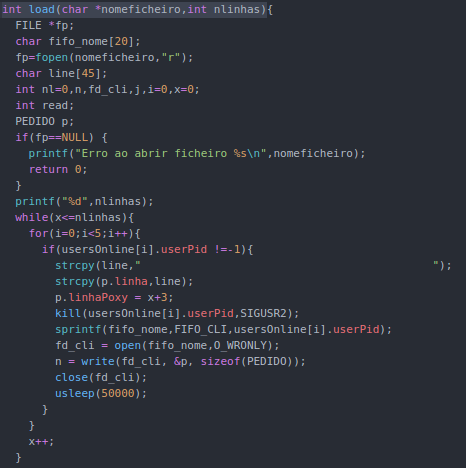 int load(char *nomeficheiro,int nlinhas){
  FILE *fp;
  char fifo_nome[20];
  fp=fopen(nomeficheiro,"r");
  char line[45];
  int nl=0,n,fd_cli,j,i=0,x=0;
  int read;
  PEDIDO p;
  if(fp==NULL) {
    printf("Erro ao abrir ficheiro %s\n",nomeficheiro);
    return 0;
  }
  printf("%d",nlinhas);
  while(x<=nlinhas){
    for(i=0;i<5;i++){
      if(usersOnline[i].userPid !=-1){
        strcpy(line,"                                            ");
        strcpy(p.linha,line);
        p.linhaPoxy = x+3;
        kill(usersOnline[i].userPid,SIGUSR2);
        sprintf(fifo_nome,FIFO_CLI,usersOnline[i].userPid);
        fd_cli = open(fifo_nome,O_WRONLY);
        n = write(fd_cli, &p, sizeof(PEDIDO));
        close(fd_cli);
        usleep(50000);
      }
    }
    x++;
  }